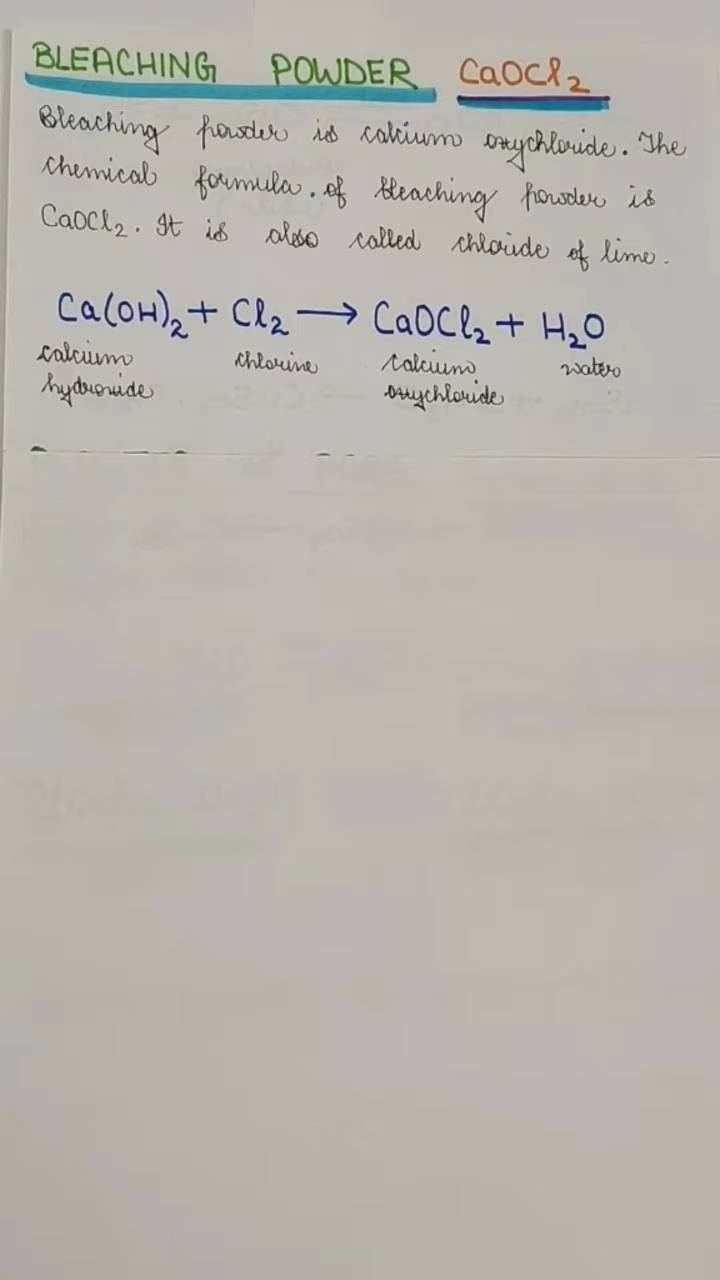 BLEACHING POWDER CaOCl₂
Bleaching powder is calcium oxychloride. The
chemical formula. of bleaching powder is
CaOCl₂. It is also called chloride of lime.
Ca(OH)₂ + Cl₂ → CaOCl₂ + H₂O
calcium chlorine calcium water
hydroxide oxychloride